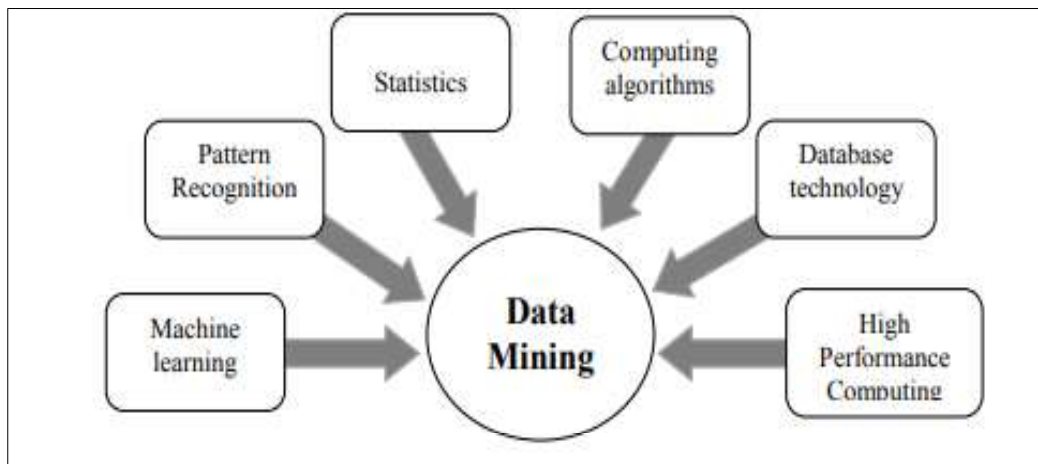 Statistics
Computing
algorithms
Pattern
Recognition
Database
technology
Machine
learning
Data
Mining
High
Performance
Computing